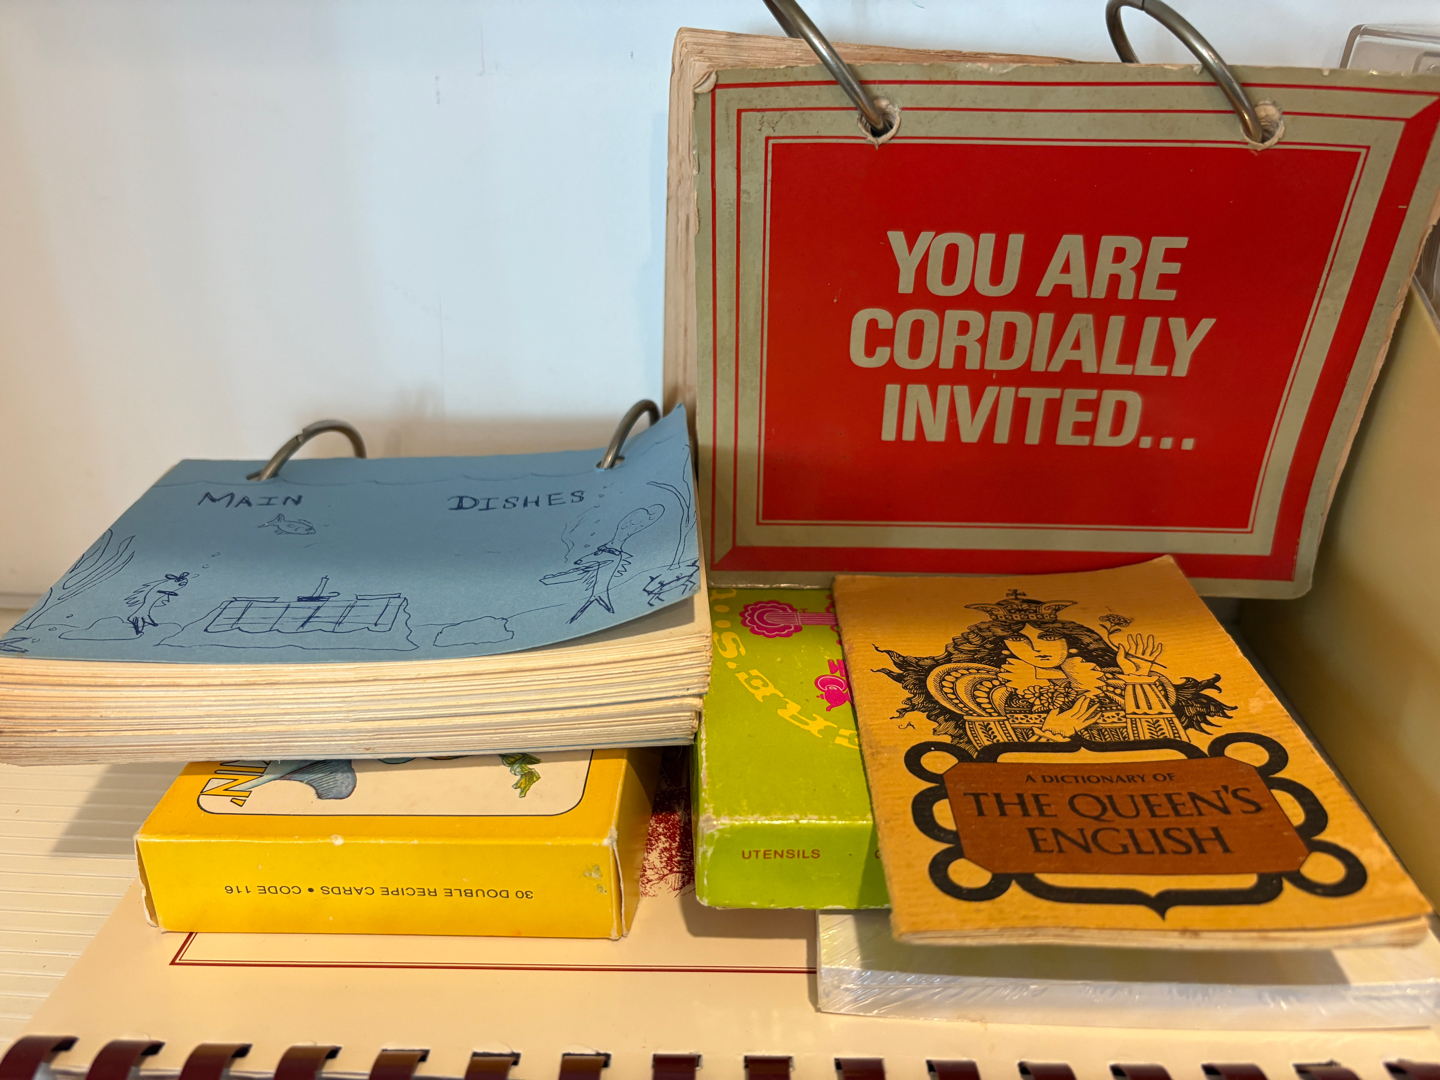 YOU ARE
CORDIALLY
INVITED...
MAIN DISHES
30 DOUBLE RECIPE CARDS • CODE 116
UTENSILS
A DICTIONARY OF
THE QUEEN'S
ENGLISH